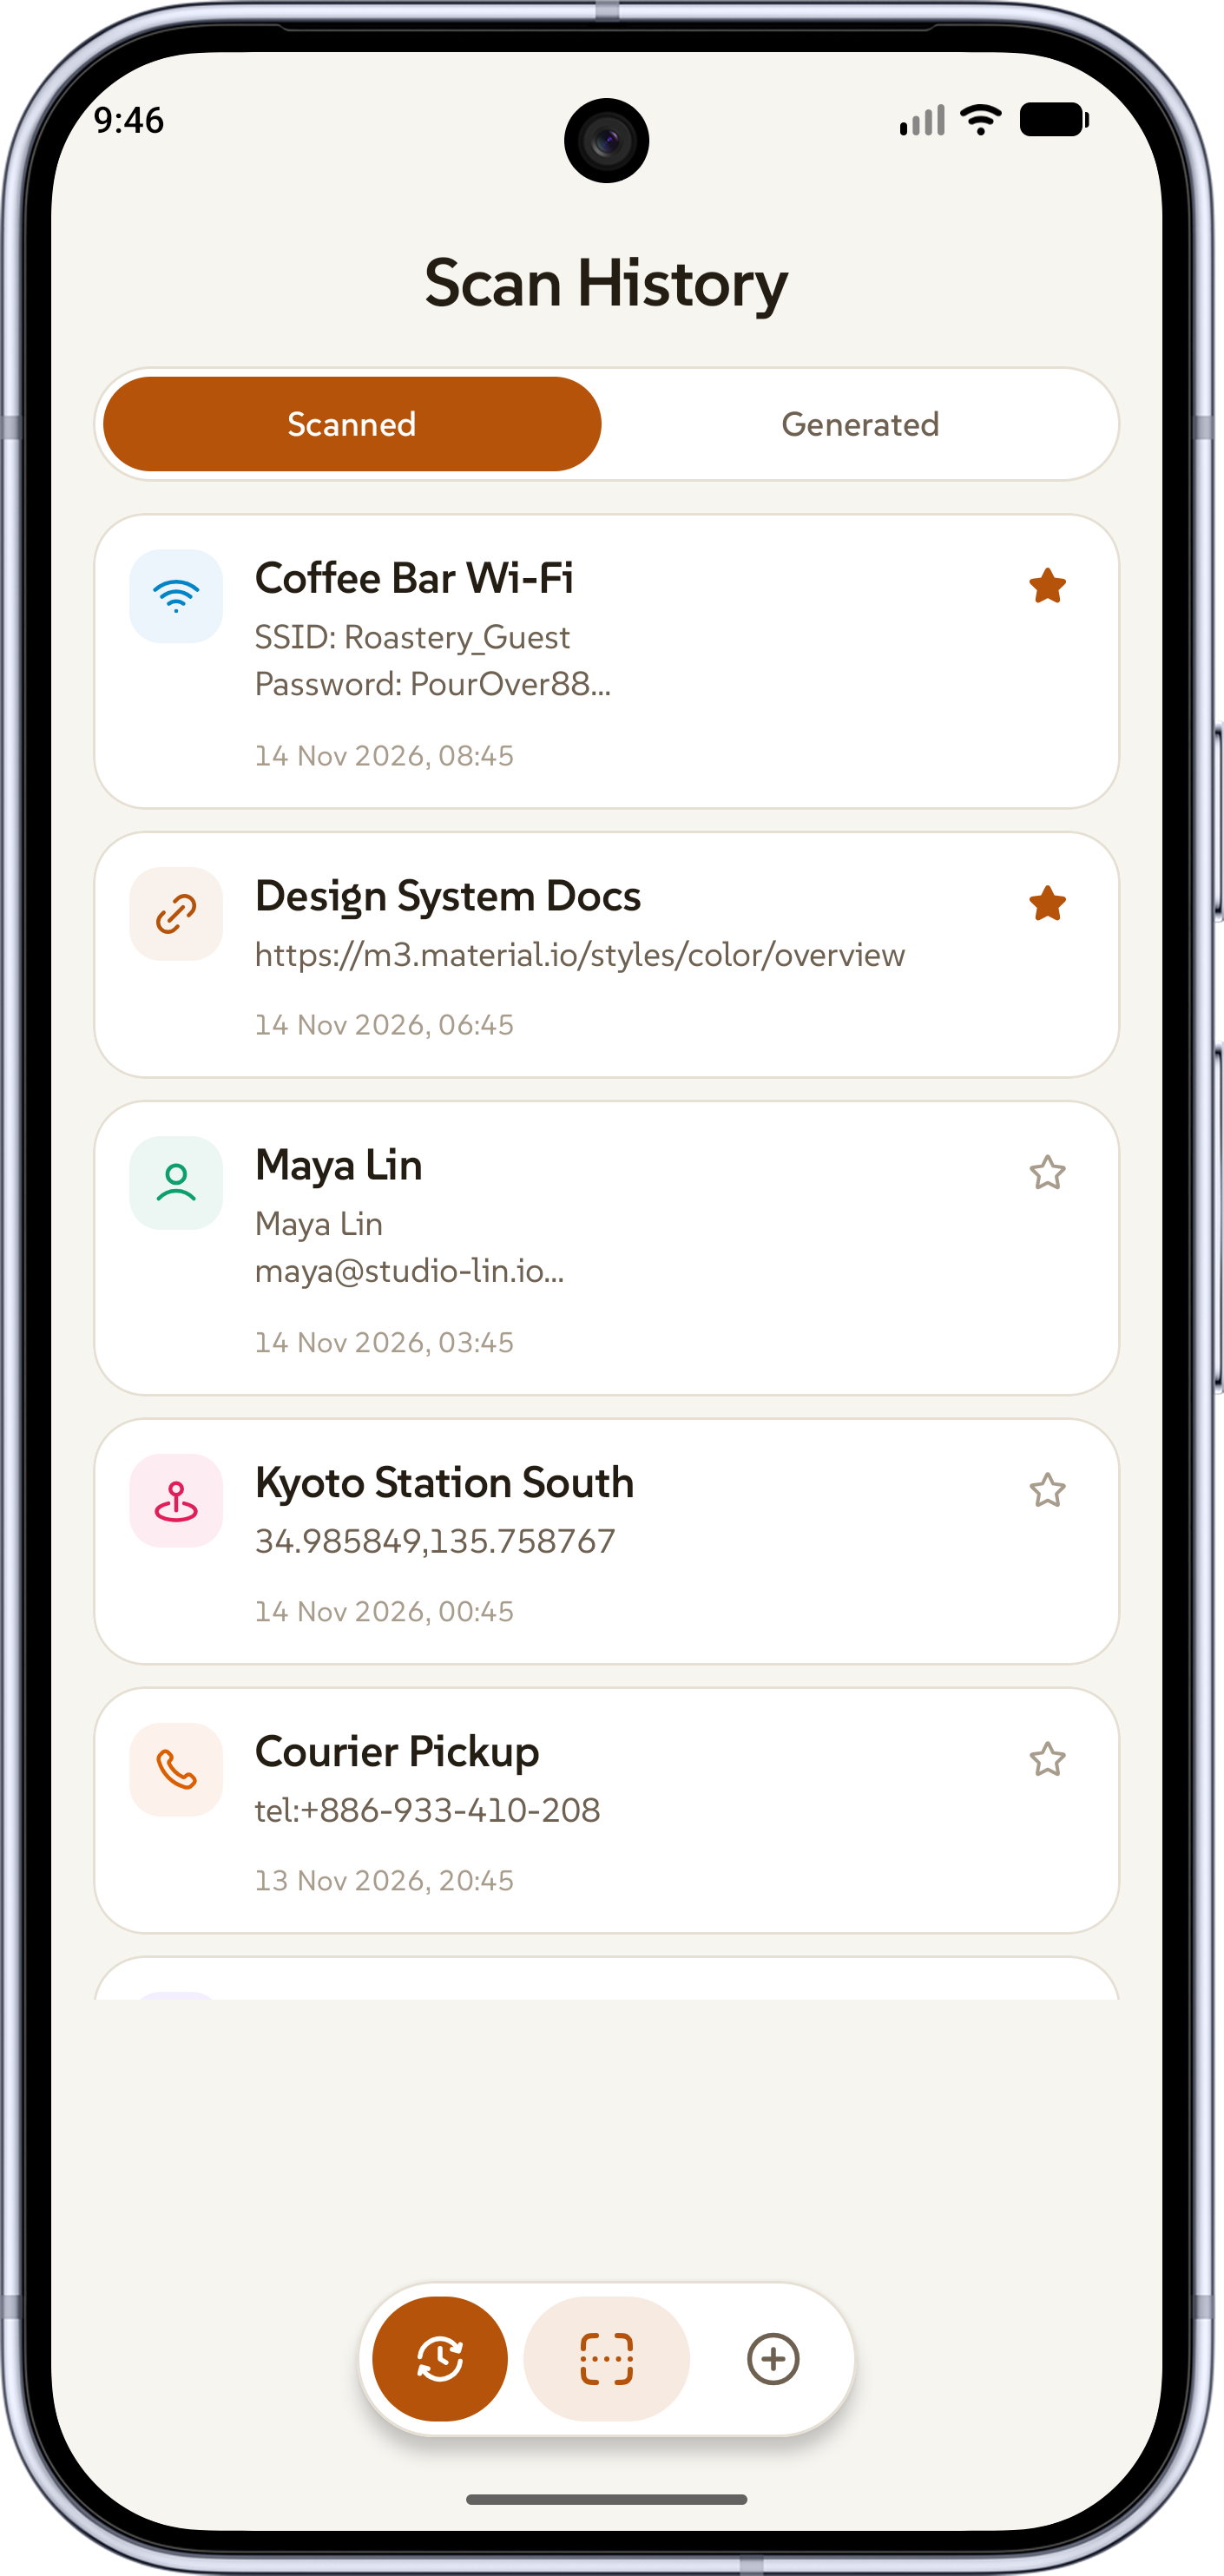 9:46
Scan History
Scanned
Generated
Coffee Bar Wi-Fi
SSID: Roastery_Guest
Password: PourOver88...
14 Nov 2026, 08:45
Design System Docs
https://m3.material.io/styles/color/overview
14 Nov 2026, 06:45
Maya Lin
Maya Lin
maya@studio-lin.io...
14 Nov 2026, 03:45
Kyoto Station South
34.985849,135.758767
14 Nov 2026, 00:45
Courier Pickup
tel:+886-933-410-208
13 Nov 2026, 20:45